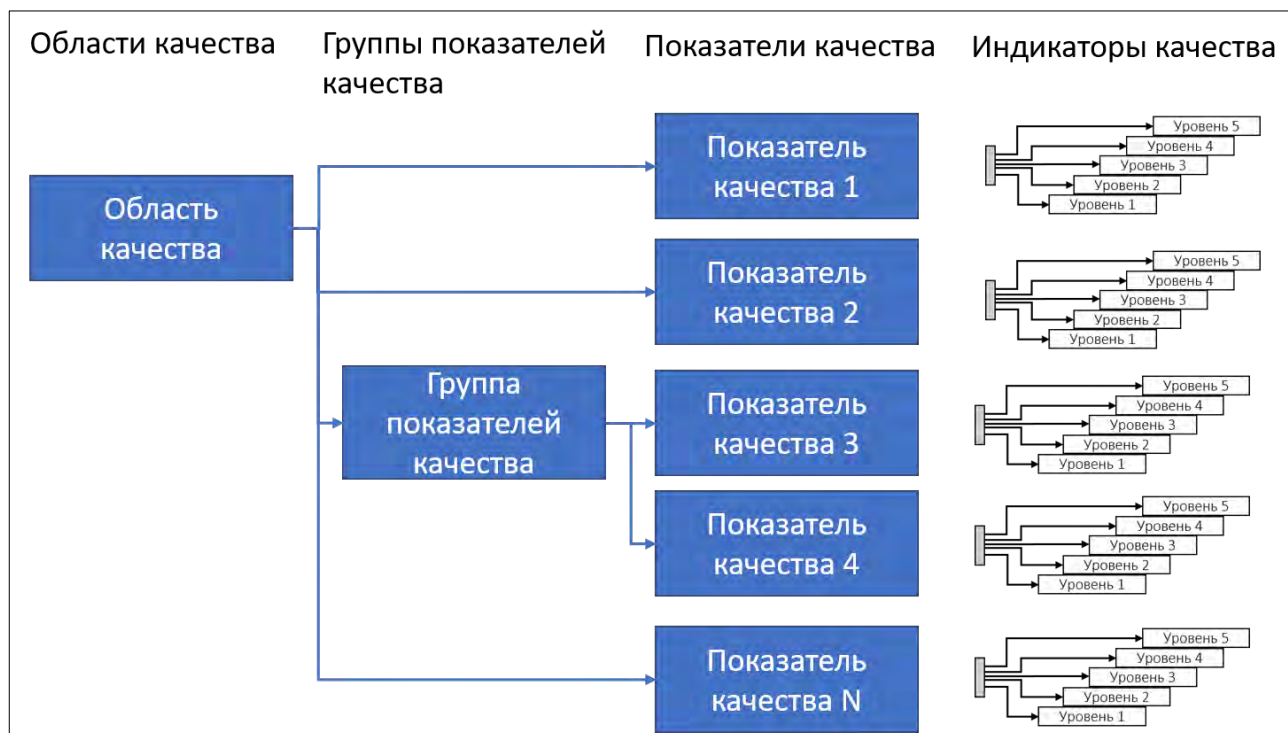 Области качества
Группы показателей
качества
Показатели качества
Индикаторы качества
Область
качества
Группа
показателей
качества
Показатель
качества 1
Уровень 5
Уровень 4
Уровень 3
Уровень 2
Уровень 1
Показатель
качества 2
Уровень 5
Уровень 4
Уровень 3
Уровень 2
Уровень 1
Показатель
качества 3
Уровень 5
Уровень 4
Уровень 3
Уровень 2
Уровень 1
Показатель
качества 4
Уровень 5
Уровень 4
Уровень 3
Уровень 2
Уровень 1
Показатель
качества N
Уровень 5
Уровень 4
Уровень 3
Уровень 2
Уровень 1